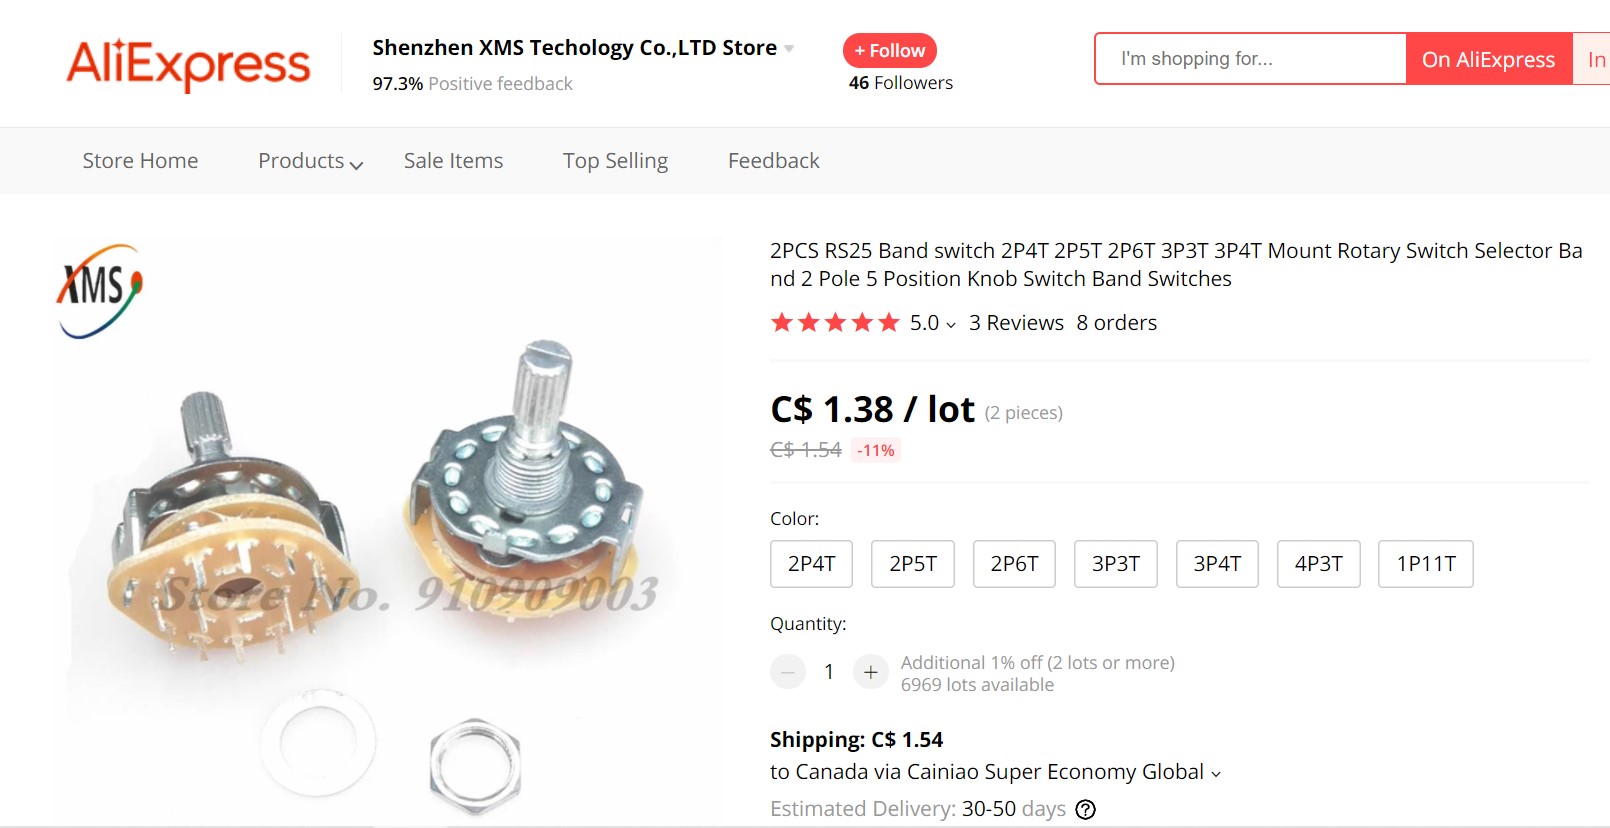 AliExpress
Shenzhen XMS Techology Co.,LTD Store
97.3% Positive feedback
+ Follow
46 Followers
I'm shopping for...
On AliExpress
In
Store Home
Products
Sale Items
Top Selling
Feedback
XMS
Store No. 910909003
2PCS RS25 Band switch 2P4T 2P5T 2P6T 3P3T 3P4T Mount Rotary Switch Selector Ba
nd 2 Pole 5 Position Knob Switch Band Switches
5.0 3 Reviews 8 orders
C$ 1.38 / lot (2 pieces)
C$ 1.54 -11%
Color:
2P4T 2P5T 2P6T 3P3T 3P4T 4P3T 1P11T
Quantity:
1
Additional 1% off (2 lots or more)
6969 lots available
Shipping: C$ 1.54
to Canada via Cainiao Super Economy Global
Estimated Delivery: 30-50 days